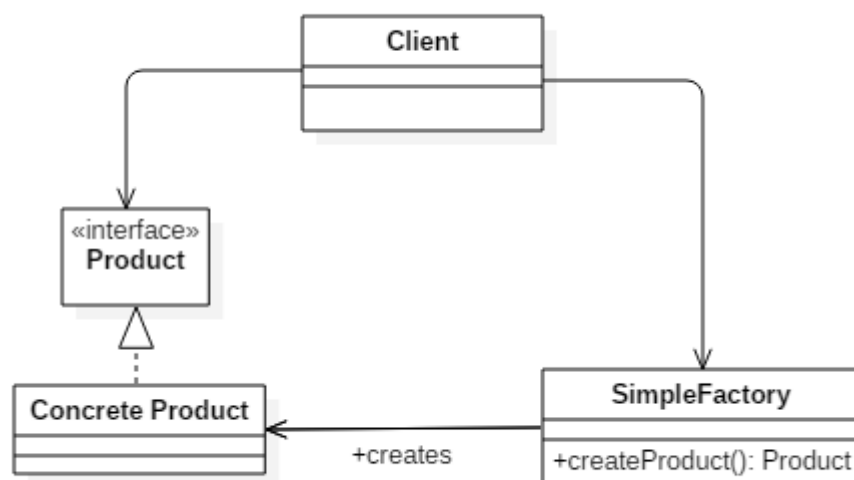 Client
«interface»
Product
Concrete Product
SimpleFactory
+creates
+createProduct(): Product